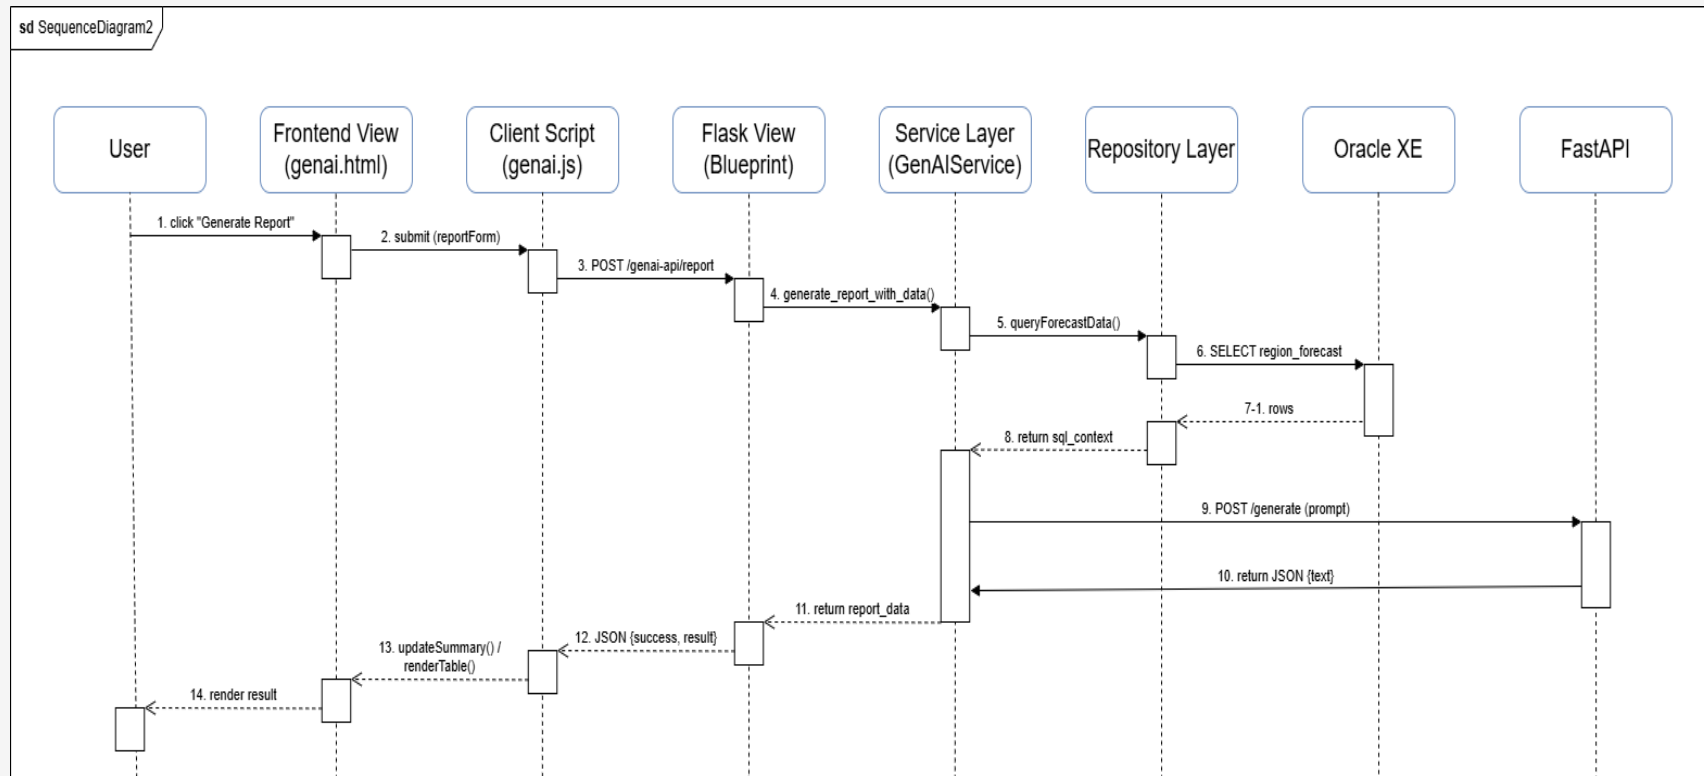 sd SequenceDiagram2
User
Frontend View
(genai.html)
Client Script
(genai.js)
Flask View
(Blueprint)
Service Layer
(GenAIService)
Repository Layer
Oracle XE
FastAPI
1. click "Generate Report"
2. submit (reportForm)
3. POST /genai-api/report
4. generate_report_with_data()
5. queryForecastData()
6. SELECT region_forecast
7-1. rows
8. return sql_context
9. POST /generate (prompt)
10. return JSON {text}
11. return report_data
12. JSON {success, result}
13. updateSummary() /
renderTable()
14. render result